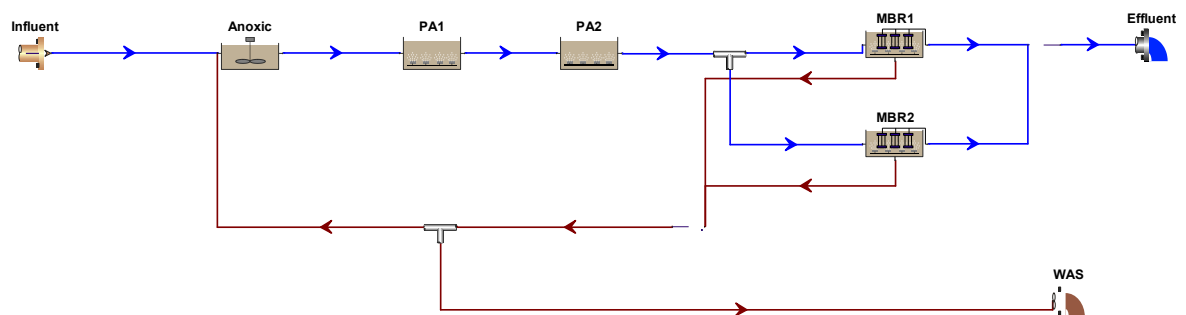 Influent
Anoxic
PA1
PA2
MBR1
Effluent
MBR2
WAS